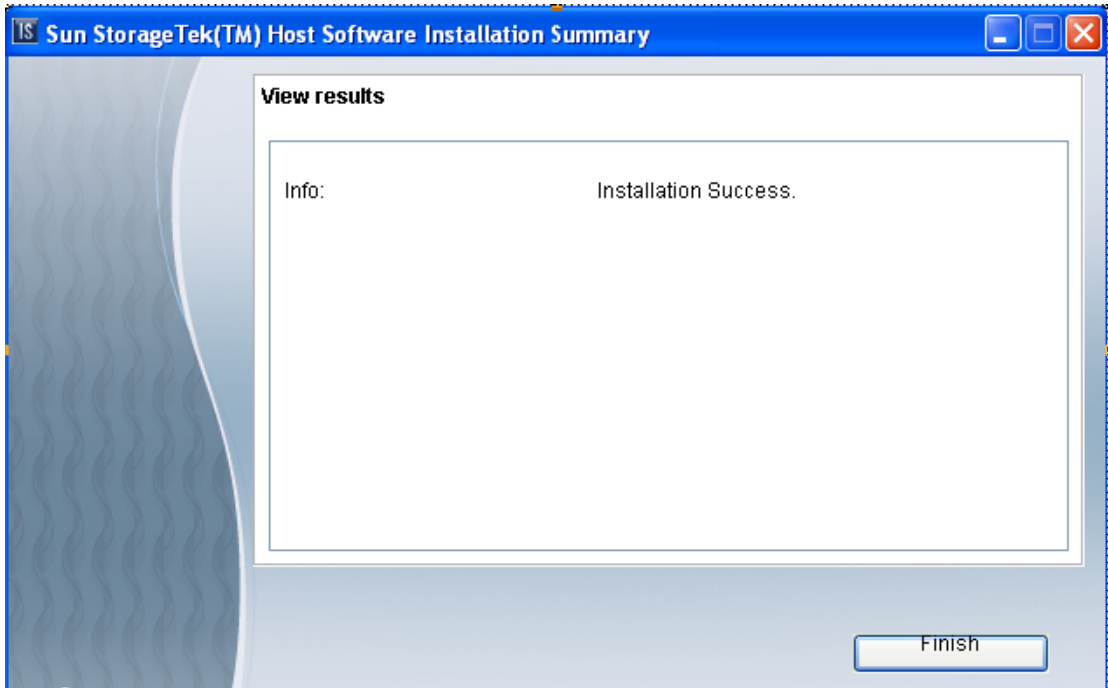 IS Sun StorageTek(TM) Host Software Installation Summary
View results
Info: Installation Success.
Finish